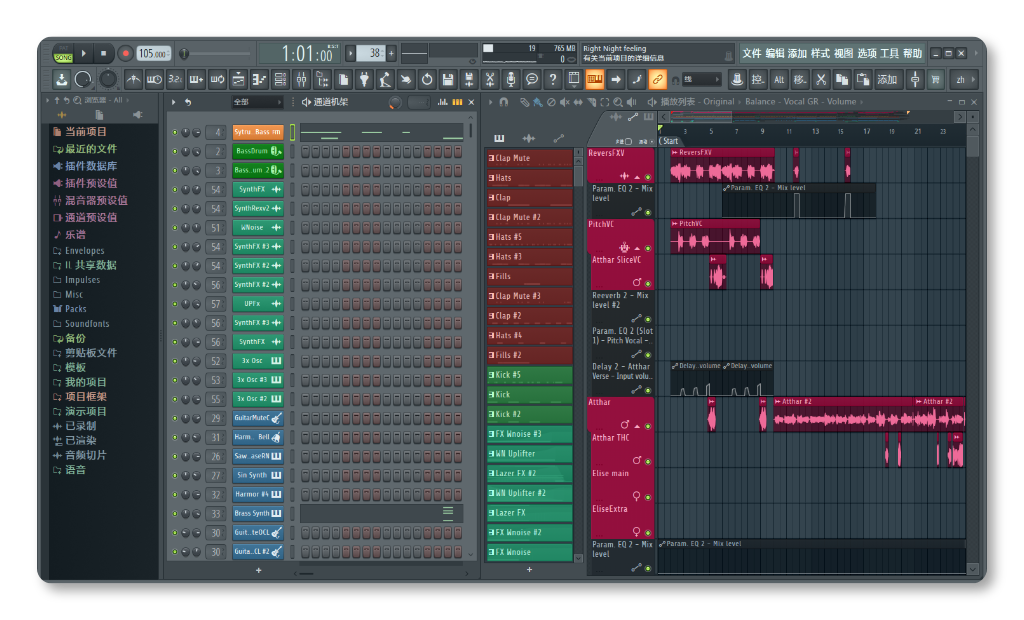 SONG
105.000
1:01:00
38
19
765 MB
0
Right Night feeling
有关当前项目的详细信息
文件 编辑 添加 样式 视图 选项 工具 帮助
3.2
线
控..
Alt
移..
添加
zh
浏览器 - All
全部
通道机架
播放列表 - Original › Balance - Vocal GR - Volume ›
当前项目
最近的文件
插件数据库
插件预设值
混音器预设值
通道预设值
乐谱
Envelopes
IL 共享数据
Impulses
Misc
Packs
Soundfonts
备份
剪贴板文件
模板
我的项目
项目框架
演示项目
已录制
已渲染
音频切片
语音
4 Sytru.. Bass rm
2 BassDrum
3 Bass..um 2
54 SynthFX
54 SynthRexx2
51 WNoise
54 SynthFX #3
54 SynthFX #2
56 SynthFX #2
57 UPFx
56 SynthFX #3
56 SynthFX
52 3x Osc
53 3x Osc #3
55 3x Osc #2
29 GuitarMuteC
31 Harm.. Bell
26 Saw..aseRN
27 Sin Synth
32 Harmor #4
33 Brass Synth
30 Guit..teOCL
30 Guita..CL #2
+
Clap Mute
Hats
Clap
Clap Mute #2
Hats #5
Hats #3
Fills
Clap Mute #3
Clap #2
Hats #4
Fills #2
Kick #5
Kick
Kick #2
FX Wnoise #3
WN Uplifter
Lazer FX #2
WN Uplifter #2
Lazer FX
FX Wnoise #2
FX Wnoise
+
3 5 7 9 11 13 15 17 19 21 23
Start
ReversFXV
ReversFXV
Param. EQ 2 - Mix
level
Param. EQ 2 - Mix level
PitchVC
PitchVC
Atthar SliceVC
Reeverb 2 - Mix
level #2
Param. EQ 2 (Slot
1) - Pitch Vocal -..
Delay 2 - Atthar
Verse - Input volu..
Delay..volume
Delay..volume
Atthar
Atthar #2
Atthar #2
Atthar THC
Elise main
EliseExtra
Param. EQ 2 - Mix
level
Param. EQ 2 - Mix level